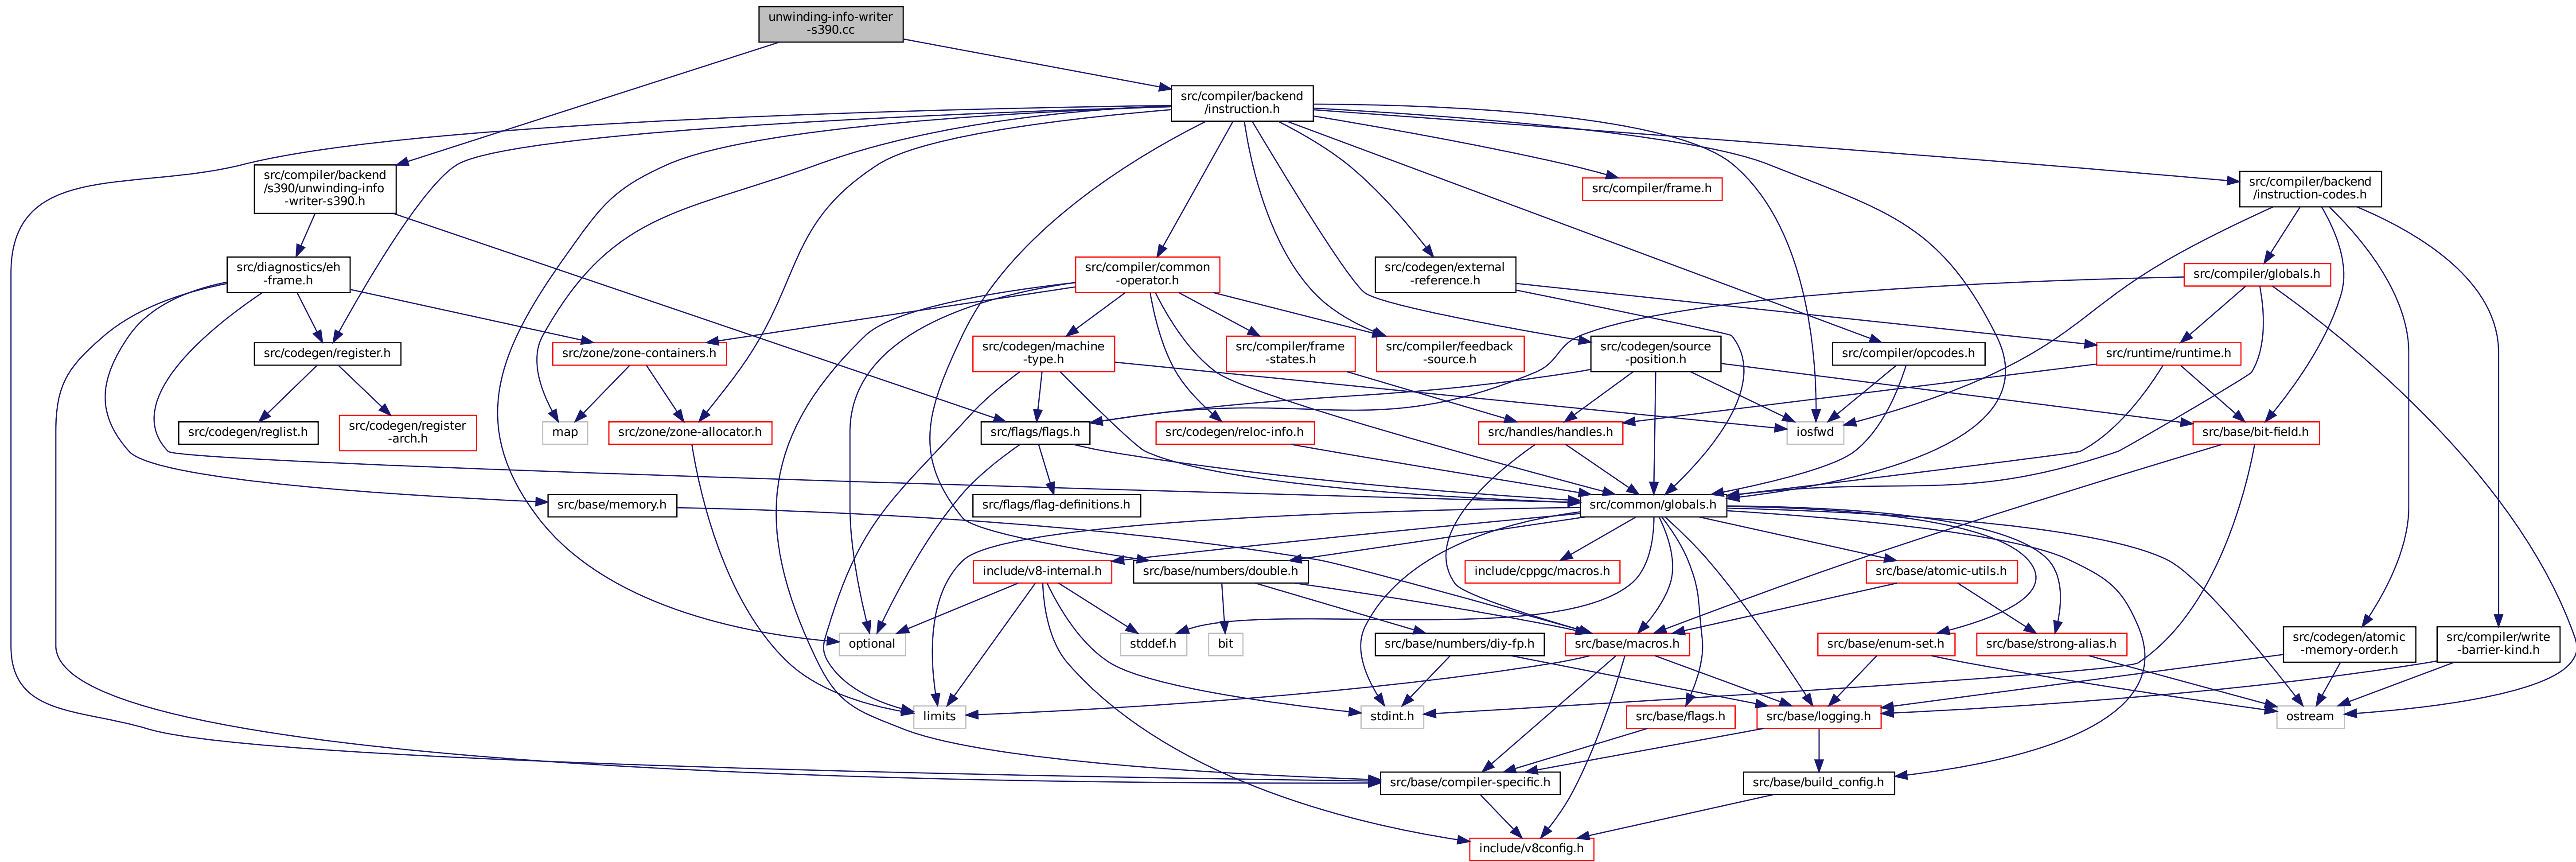 unwinding-info-writer
-s390.cc
src/compiler/backend
/instruction.h
src/compiler/backend
/s390/unwinding-info
-writer-s390.h
src/compiler/frame.h
src/compiler/backend
/instruction-codes.h
src/diagnostics/eh
-frame.h
src/compiler/common
-operator.h
src/codegen/external
-reference.h
src/compiler/globals.h
src/codegen/register.h
src/zone/zone-containers.h
src/codegen/machine
-type.h
src/compiler/frame
-states.h
src/compiler/feedback
-source.h
src/codegen/source
-position.h
src/compiler/opcodes.h
src/runtime/runtime.h
src/codegen/reglist.h
src/codegen/register
-arch.h
map
src/zone/zone-allocator.h
src/flags/flags.h
src/codegen/reloc-info.h
src/handles/handles.h
iosfwd
src/base/bit-field.h
src/base/memory.h
src/flags/flag-definitions.h
src/common/globals.h
include/v8-internal.h
src/base/numbers/double.h
include/cppgc/macros.h
src/base/atomic-utils.h
optional
stddef.h
bit
src/base/numbers/diy-fp.h
src/base/macros.h
src/base/enum-set.h
src/base/strong-alias.h
src/codegen/atomic
-memory-order.h
src/compiler/write
-barrier-kind.h
limits
stdint.h
src/base/flags.h
src/base/logging.h
ostream
src/base/compiler-specific.h
src/base/build_config.h
include/v8config.h